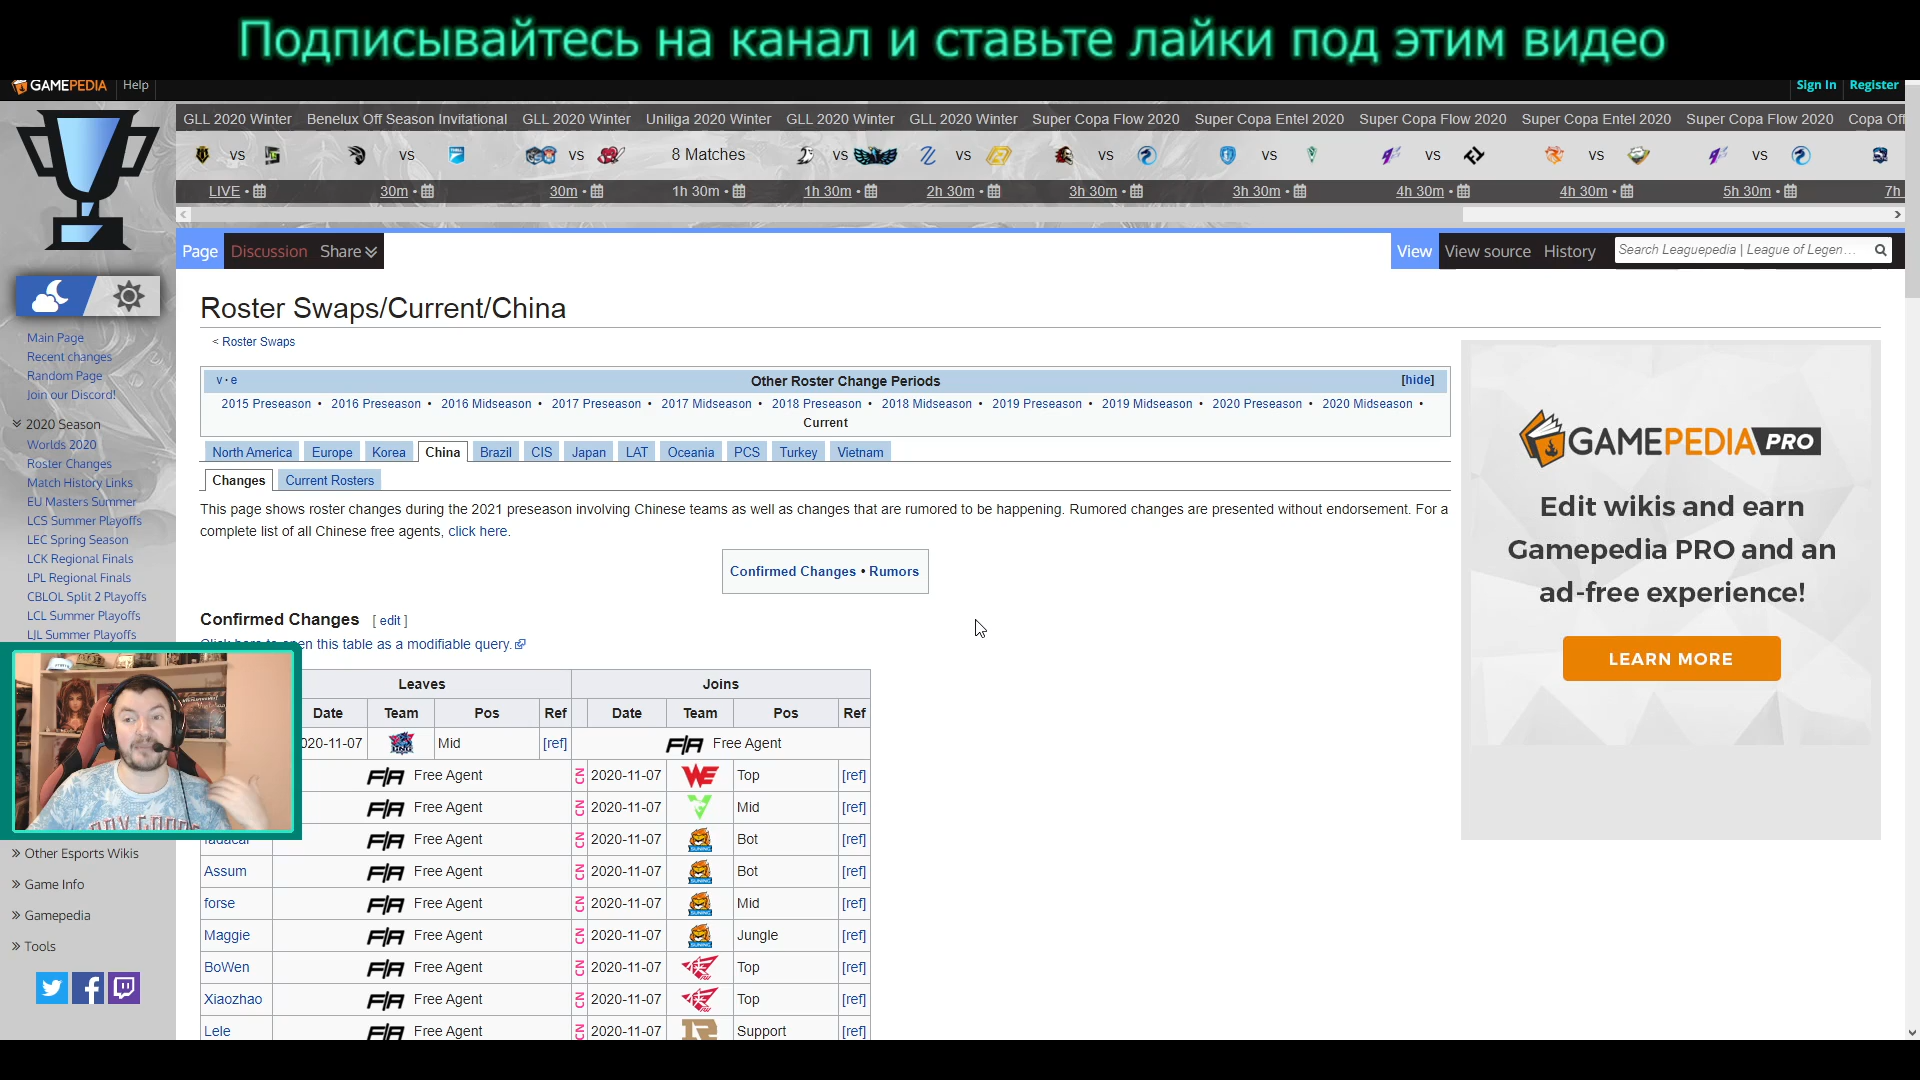 Подписывайтесь на канал и ставьте лайки под этим видео
GAMEPEDIA Help Sign In Register
GLL 2020 Winter Benelux Off Season Invitational GLL 2020 Winter Uniliga 2020 Winter GLL 2020 Winter GLL 2020 Winter Super Copa Flow 2020 Super Copa Entel 2020 Super Copa Flow 2020 Super Copa Entel 2020 Super Copa Flow 2020 Copa Of
vs vs vs 8 Matches vs vs vs vs vs vs vs
LIVE • 30m • 30m • 1h 30m • 1h 30m • 2h 30m • 3h 30m • 3h 30m • 4h 30m • 4h 30m • 5h 30m • 7h
Page Discussion Share View View source History Search Leaguepedia | League of Legen...
Roster Swaps/Current/China
< Roster Swaps
v · e Other Roster Change Periods [hide]
2015 Preseason • 2016 Preseason • 2016 Midseason • 2017 Preseason • 2017 Midseason • 2018 Preseason • 2018 Midseason • 2019 Preseason • 2019 Midseason • 2020 Preseason • 2020 Midseason •
Current
North America Europe Korea China Brazil CIS Japan LAT Oceania PCS Turkey Vietnam
Changes Current Rosters
This page shows roster changes during the 2021 preseason involving Chinese teams as well as changes that are rumored to be happening. Rumored changes are presented without endorsement. For a
complete list of all Chinese free agents, click here.
Confirmed Changes • Rumors
Confirmed Changes [ edit ]
en this table as a modifiable query.
Leaves Joins
Date Team Pos Ref Date Team Pos Ref
020-11-07 Mid [ref] F/A Free Agent
F/A Free Agent CN 2020-11-07 WE Top [ref]
F/A Free Agent CN 2020-11-07 Mid [ref]
F/A Free Agent CN 2020-11-07 SUNING Bot [ref]
Assum F/A Free Agent CN 2020-11-07 SUNING Bot [ref]
forse F/A Free Agent CN 2020-11-07 SUNING Mid [ref]
Maggie F/A Free Agent CN 2020-11-07 SUNING Jungle [ref]
BoWen F/A Free Agent CN 2020-11-07 Top [ref]
Xiaozhao F/A Free Agent CN 2020-11-07 Top [ref]
Lele F/A Free Agent CN 2020-11-07 Support [ref]
Main Page
Recent changes
Random Page
Join our Discord!
2020 Season
Worlds 2020
Roster Changes
Match History Links
EU Masters Summer
LCS Summer Playoffs
LEC Spring Season
LCK Regional Finals
LPL Regional Finals
CBLOL Split 2 Playoffs
LCL Summer Playoffs
LJL Summer Playoffs
Other Esports Wikis
Game Info
Gamepedia
Tools
GAMEPEDIA PRO
Edit wikis and earn
Gamepedia PRO and an
ad-free experience!
LEARN MORE